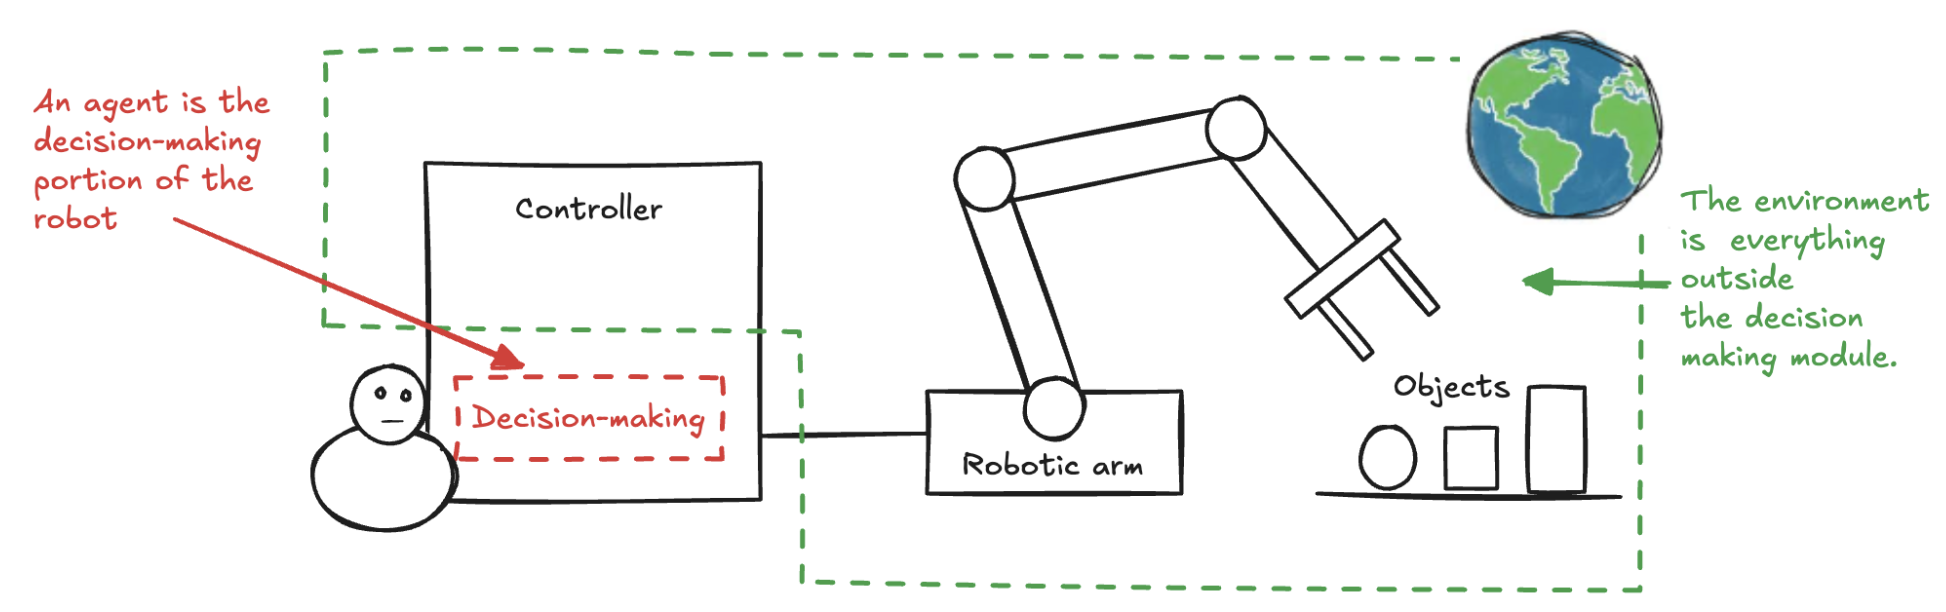 An agent is the
decision-making
portion of the
robot
Controller
Decision-making
Robotic arm
Objects
The environment
is everything
outside
the decision
making module.